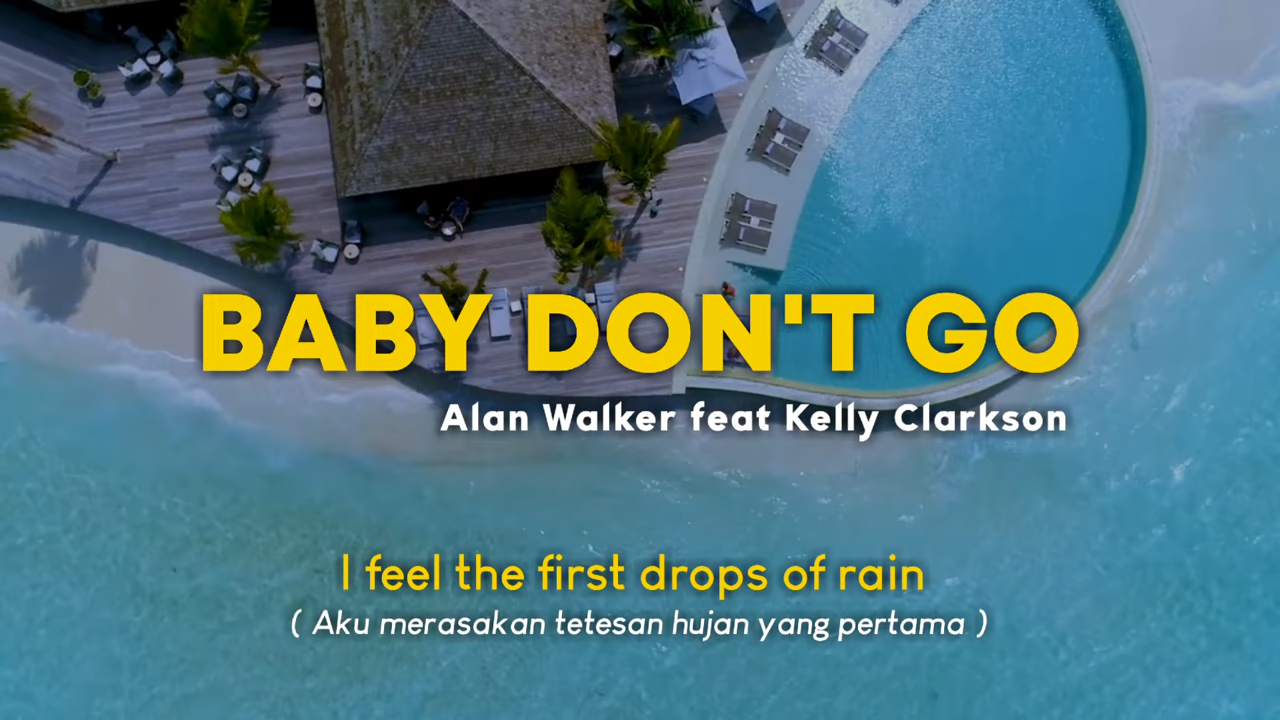 BABY DON'T GO
Alan Walker feat Kelly Clarkson
I feel the first drops of rain
( Aku merasakan tetesan hujan yang pertama )